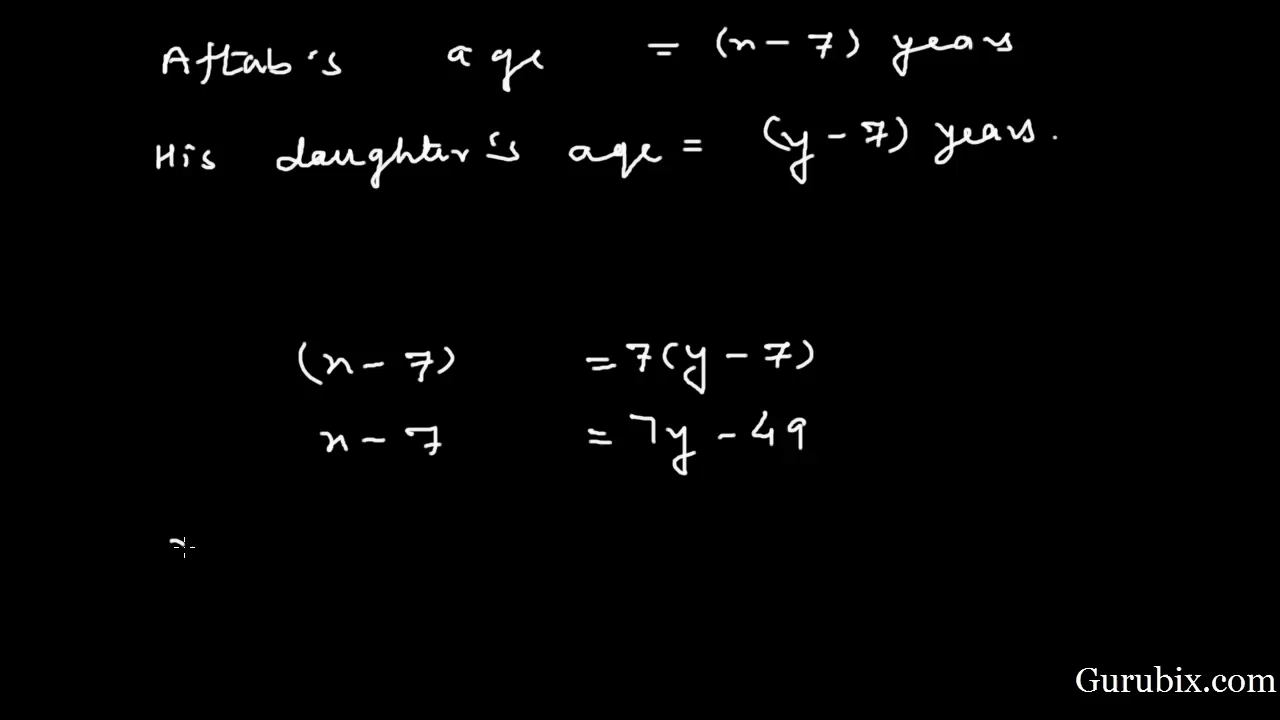 Aftab's age = (x - 7) years
His daughter's age = (y - 7) years.
(x - 7) = 7(y - 7)
x - 7 = 7y - 49
Gurubix.com